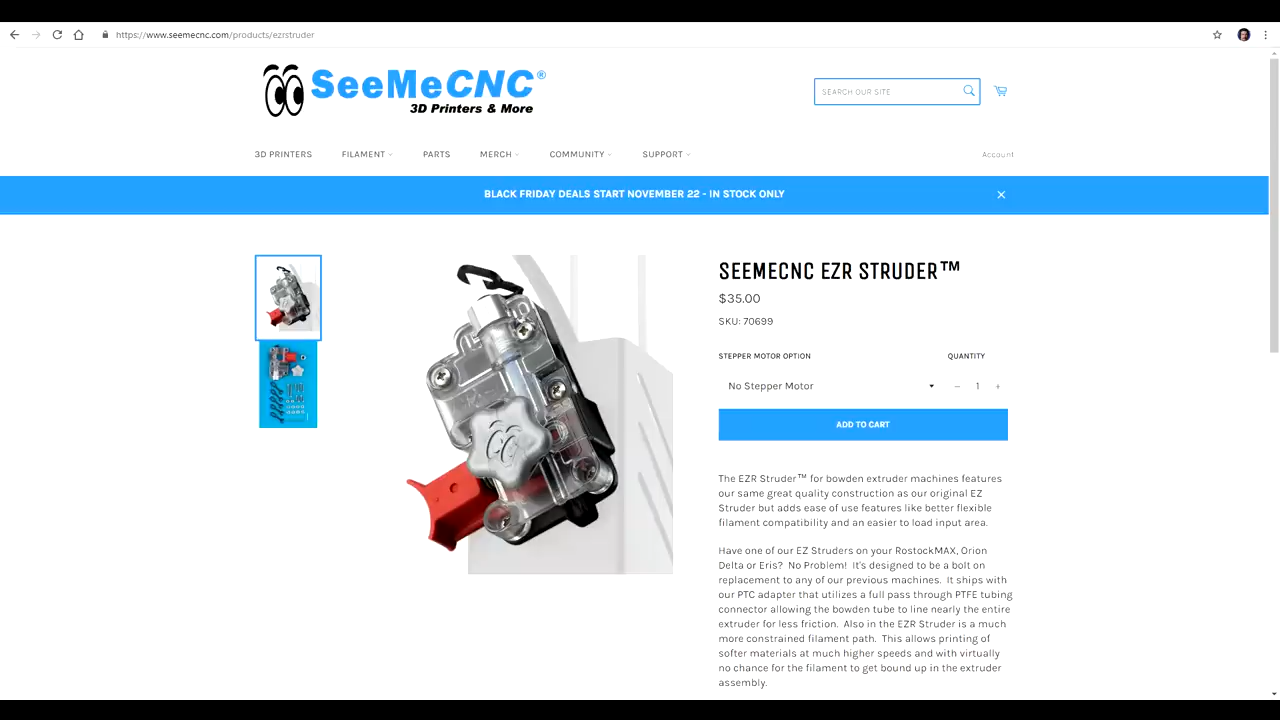 https://www.seemecnc.com/products/ezrstruder
SeeMeCNC®
3D Printers & More
SEARCH OUR SITE
3D PRINTERS FILAMENT PARTS MERCH COMMUNITY SUPPORT Account
BLACK FRIDAY DEALS START NOVEMBER 22 - IN STOCK ONLY
SEEMECNC EZR STRUDER™
$35.00
SKU: 70699
STEPPER MOTOR OPTION QUANTITY
No Stepper Motor − 1 +
ADD TO CART
The EZR Struder™ for bowden extruder machines features
our same great quality construction as our original EZ
Struder but adds ease of use features like better flexible
filament compatibility and an easier to load input area.
Have one of our EZ Struders on your RostockMAX, Orion
Delta or Eris? No Problem! It's designed to be a bolt on
replacement to any of our previous machines. It ships with
our PTC adapter that utilizes a full pass through PTFE tubing
connector allowing the bowden tube to line nearly the entire
extruder for less friction. Also in the EZR Struder is a much
more constrained filament path. This allows printing of
softer materials at much higher speeds and with virtually
no chance for the filament to get bound up in the extruder
assembly.